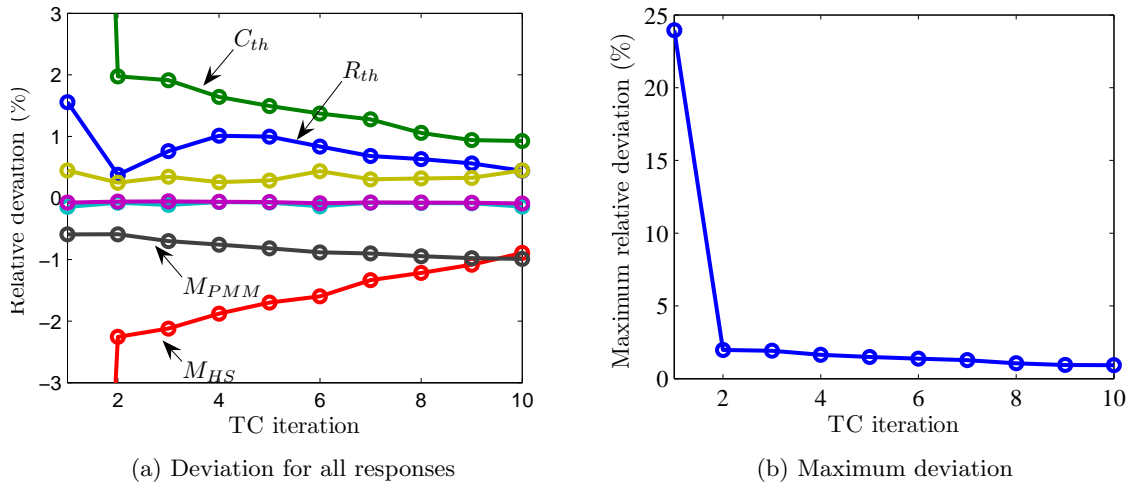 3
2
1
0
−1
−2
−3
2
4
6
8
10
Relative devaition (%)
TC iteration
C_th
R_th
M_PMM
M_HS
(a) Deviation for all responses
25
20
15
10
5
0
0
2
4
6
8
10
Maximum relative deviation (%)
TC iteration
(b) Maximum deviation